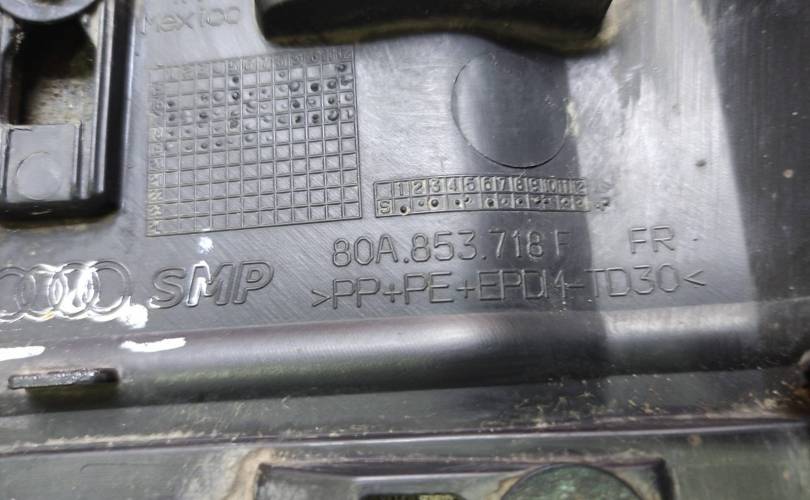 Mexico
1 2 3 4 5 6 7 8 9 10 11 12
S
80A.853.718 F FR
SMP
>PP+PE+EPDM-TD30<